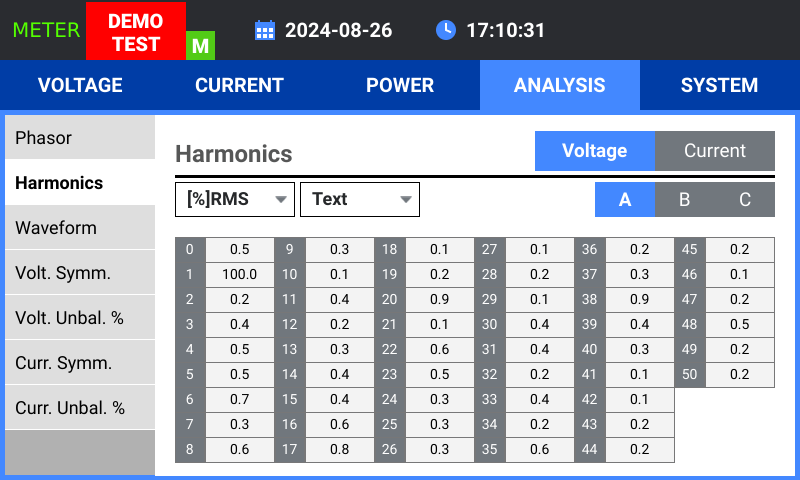 METER DEMO TEST M 2024-08-26 17:10:31
VOLTAGE CURRENT POWER ANALYSIS SYSTEM
Phasor
Harmonics
Waveform
Volt. Symm.
Volt. Unbal. %
Curr. Symm.
Curr. Unbal. %
Harmonics Voltage Current
[%]RMS Text A B C
0 0.5 9 0.3 18 0.1 27 0.1 36 0.2 45 0.2
1 100.0 10 0.1 19 0.2 28 0.2 37 0.3 46 0.1
2 0.2 11 0.4 20 0.9 29 0.1 38 0.9 47 0.2
3 0.4 12 0.2 21 0.1 30 0.4 39 0.4 48 0.5
4 0.5 13 0.3 22 0.6 31 0.4 40 0.3 49 0.2
5 0.5 14 0.4 23 0.5 32 0.2 41 0.1 50 0.2
6 0.7 15 0.4 24 0.3 33 0.4 42 0.1
7 0.3 16 0.6 25 0.3 34 0.2 43 0.2
8 0.6 17 0.8 26 0.3 35 0.6 44 0.2